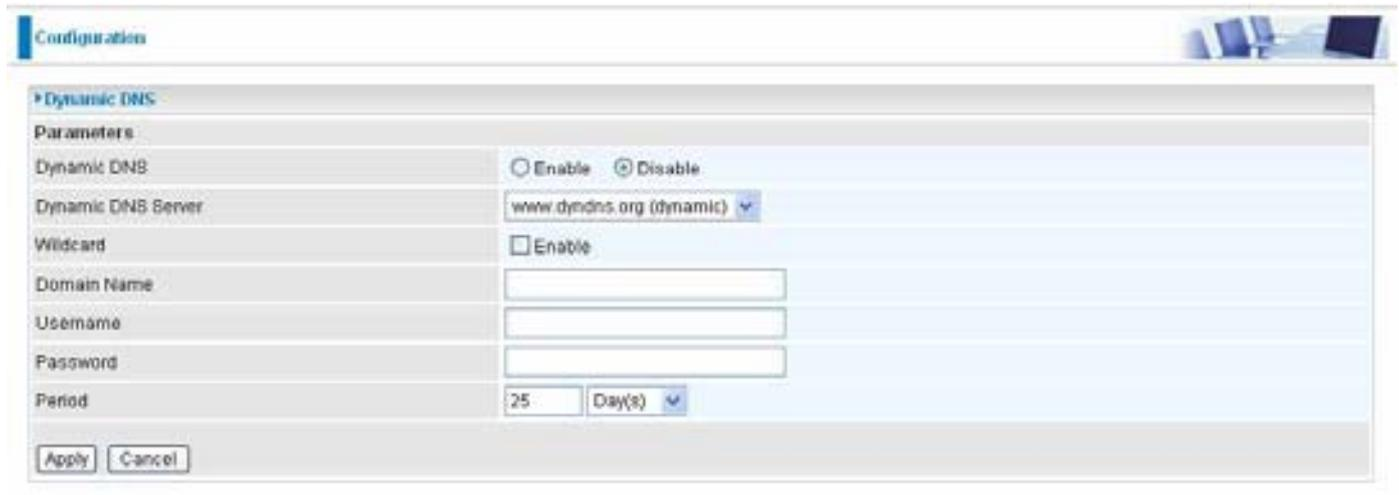 Configuration
Dynamic DNS
Parameters
Dynamic DNS Enable Disable
Dynamic DNS Server www.dyndns.org (dynamic)
Wildcard Enable
Domain Name
Username
Password
Period 25 Day(s)
Apply Cancel